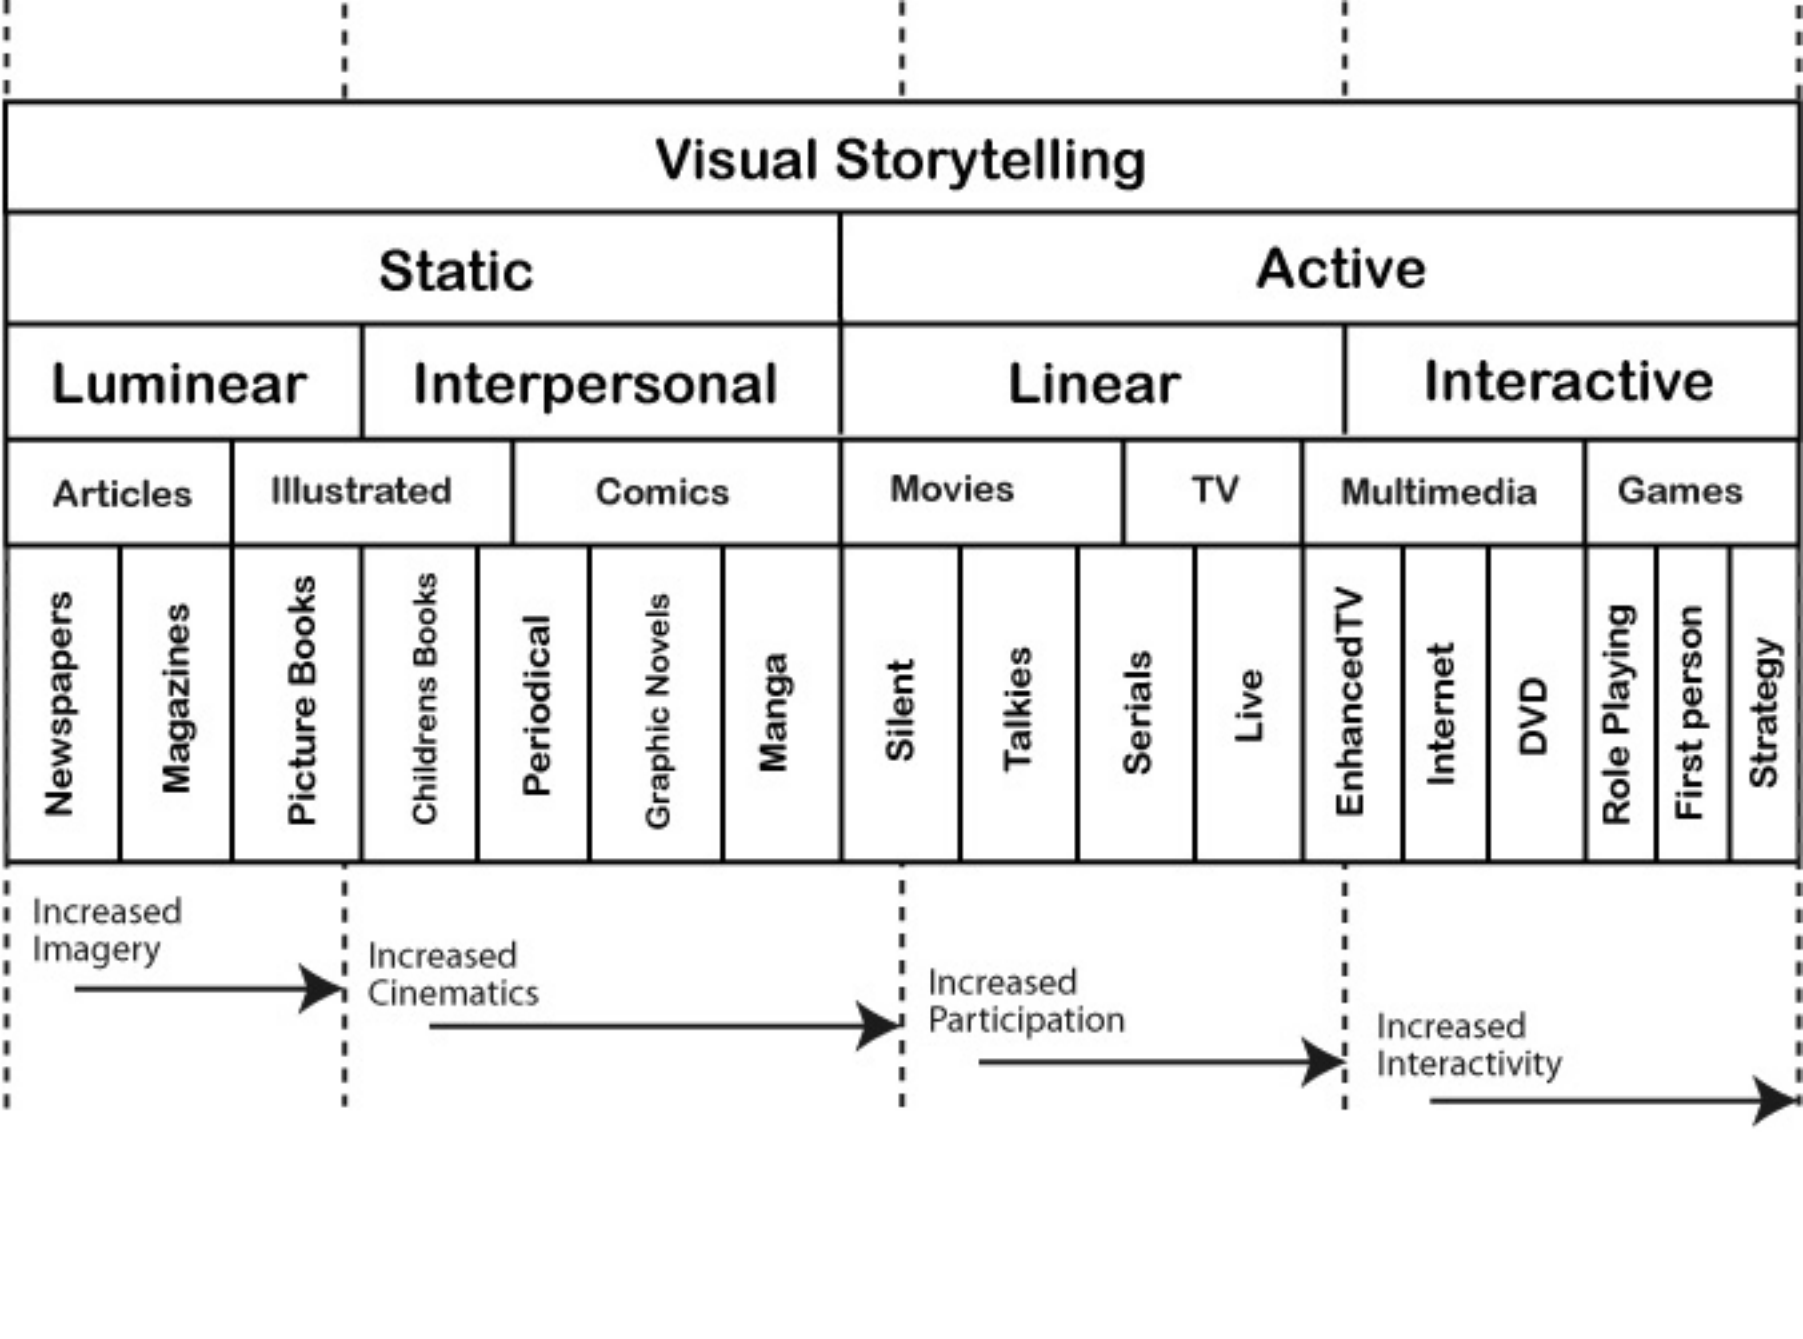 Visual Storytelling
Static
Active
Luminear
Interpersonal
Linear
Interactive
Articles
Illustrated
Comics
Movies
TV
Multimedia
Games
Newspapers
Magazines
Picture Books
Childrens Books
Periodical
Graphic Novels
Manga
Silent
Talkies
Serials
Live
EnhancedTV
Internet
DVD
Role Playing
First person
Strategy
Increased
Imagery
Increased
Cinematics
Increased
Participation
Increased
Interactivity